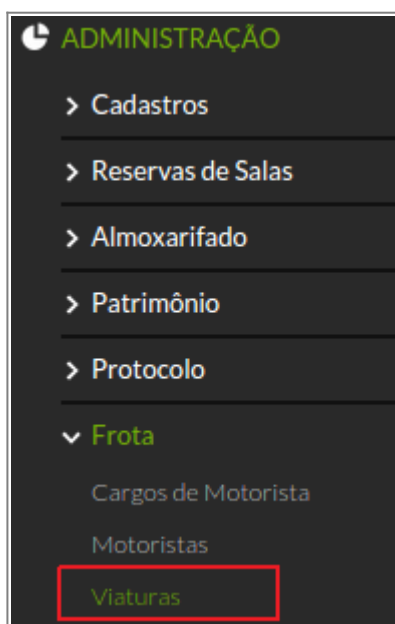 ADMINISTRAÇÃO
Cadastros
Reservas de Salas
Almoxarifado
Patrimônio
Protocolo
Frota
Cargos de Motorista
Motoristas
Viaturas